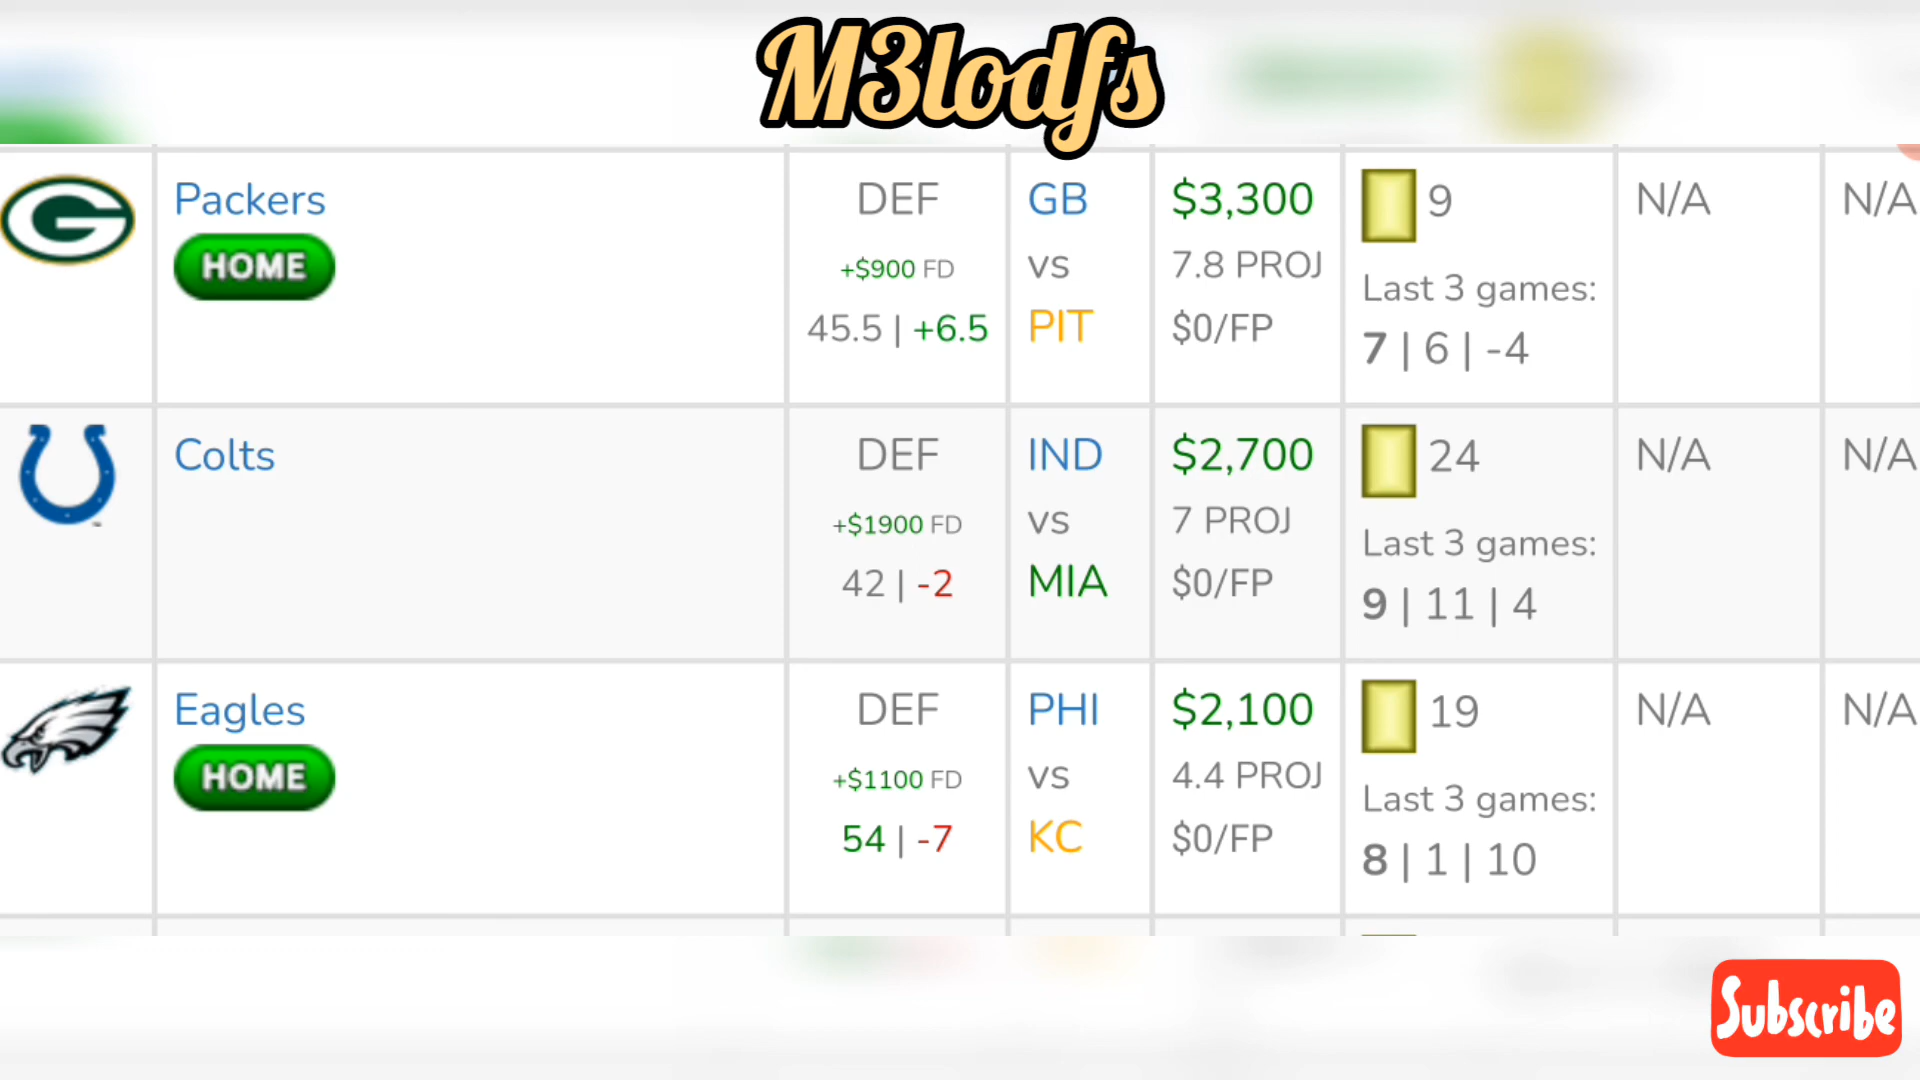 M3lodfs
Packers
HOME
DEF
+$900 FD
45.5 | +6.5
GB
vs
PIT
$3,300
7.8 PROJ
$0/FP
9
Last 3 games:
7 | 6 | -4
N/A
N/A
Colts
DEF
+$1900 FD
42 | -2
IND
vs
MIA
$2,700
7 PROJ
$0/FP
24
Last 3 games:
9 | 11 | 4
N/A
N/A
Eagles
HOME
DEF
+$1100 FD
54 | -7
PHI
vs
KC
$2,100
4.4 PROJ
$0/FP
19
Last 3 games:
8 | 1 | 10
N/A
N/A
Subscribe